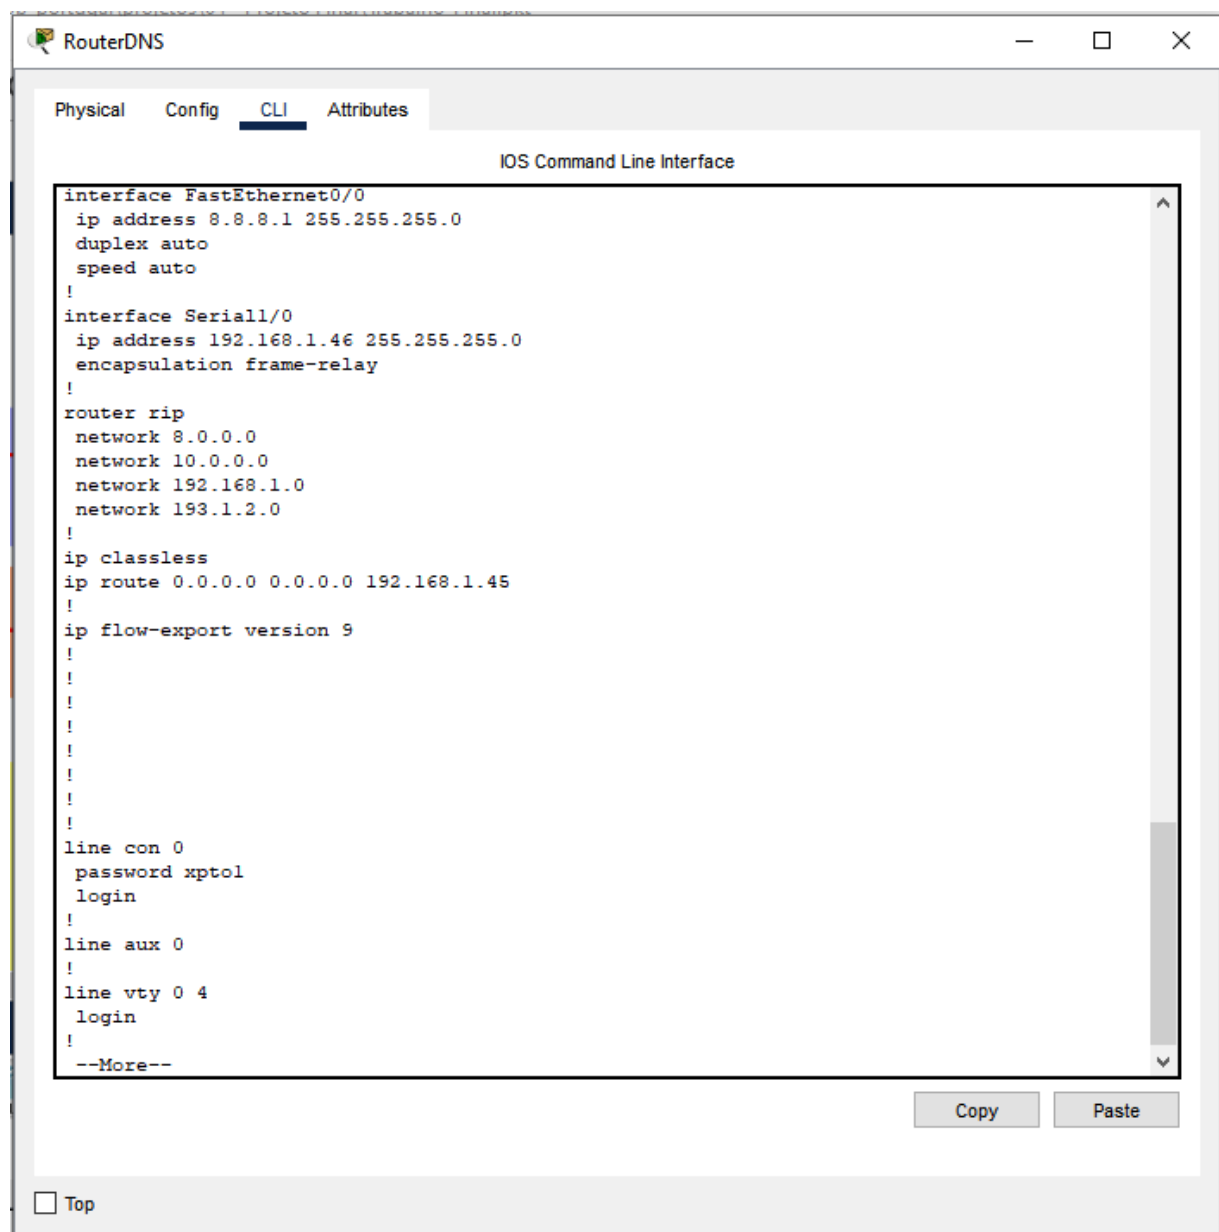 RouterDNS
Physical Config CLI Attributes
IOS Command Line Interface
interface FastEthernet0/0
 ip address 8.8.8.1 255.255.255.0
 duplex auto
 speed auto
!
interface Serial1/0
 ip address 192.168.1.46 255.255.255.0
 encapsulation frame-relay
!
router rip
 network 8.0.0.0
 network 10.0.0.0
 network 192.168.1.0
 network 193.1.2.0
!
ip classless
ip route 0.0.0.0 0.0.0.0 192.168.1.45
!
ip flow-export version 9
!
!
!
!
!
!
!
!
line con 0
 password xpto1
 login
!
line aux 0
!
line vty 0 4
 login
!
 --More--
Copy Paste
Top